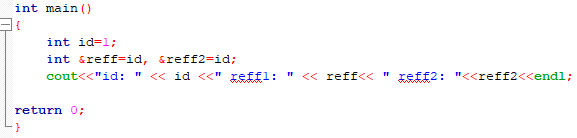 int main()
{
int id=1;
int &reff=id, &reff2=id;
cout<<"id: " << id <<" reff1: " << reff<< " reff2: "<<reff2<<endl;
return 0;
}